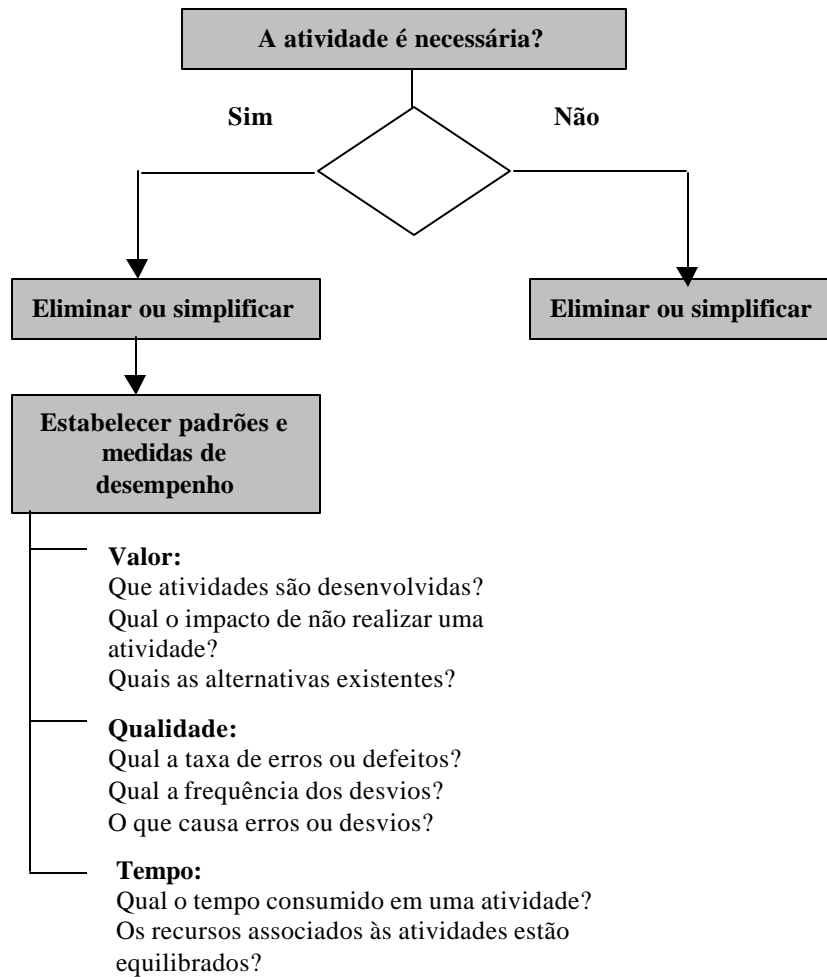 A atividade é necessária?
Sim
Não
Eliminar ou simplificar
Eliminar ou simplificar
Estabelecer padrões e
medidas de
desempenho
Valor:
Que atividades são desenvolvidas?
Qual o impacto de não realizar uma
atividade?
Quais as alternativas existentes?
Qualidade:
Qual a taxa de erros ou defeitos?
Qual a frequência dos desvios?
O que causa erros ou desvios?
Tempo:
Qual o tempo consumido em uma atividade?
Os recursos associados às atividades estão
equilibrados?